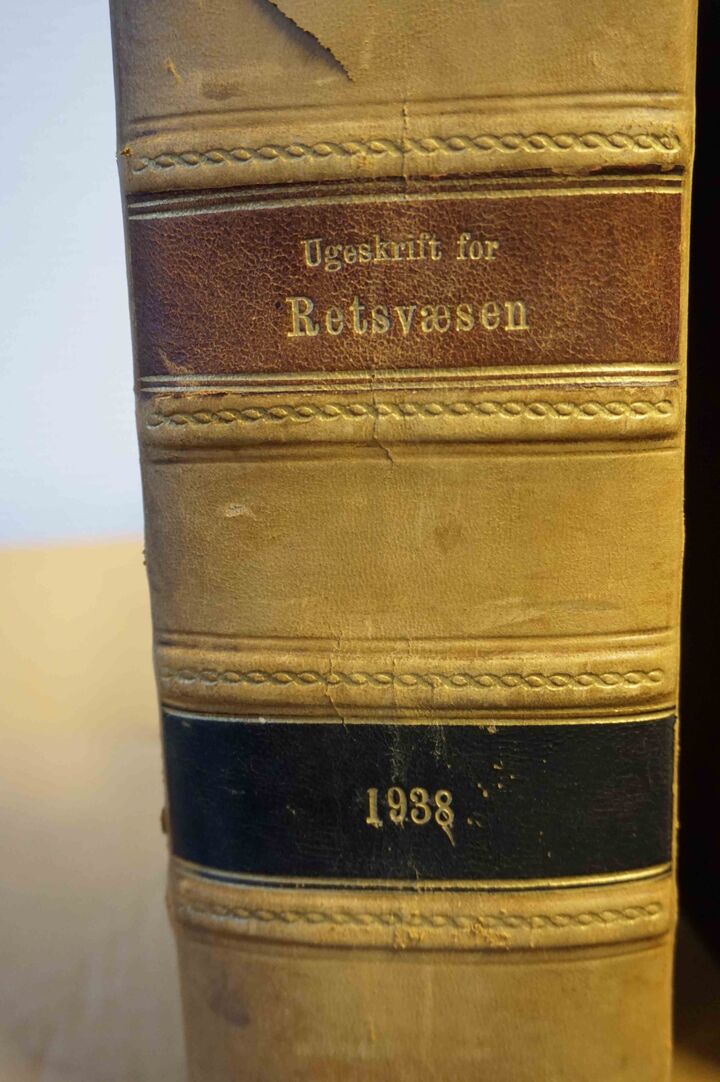 Ugeskrift for
Retsvæsen
1938